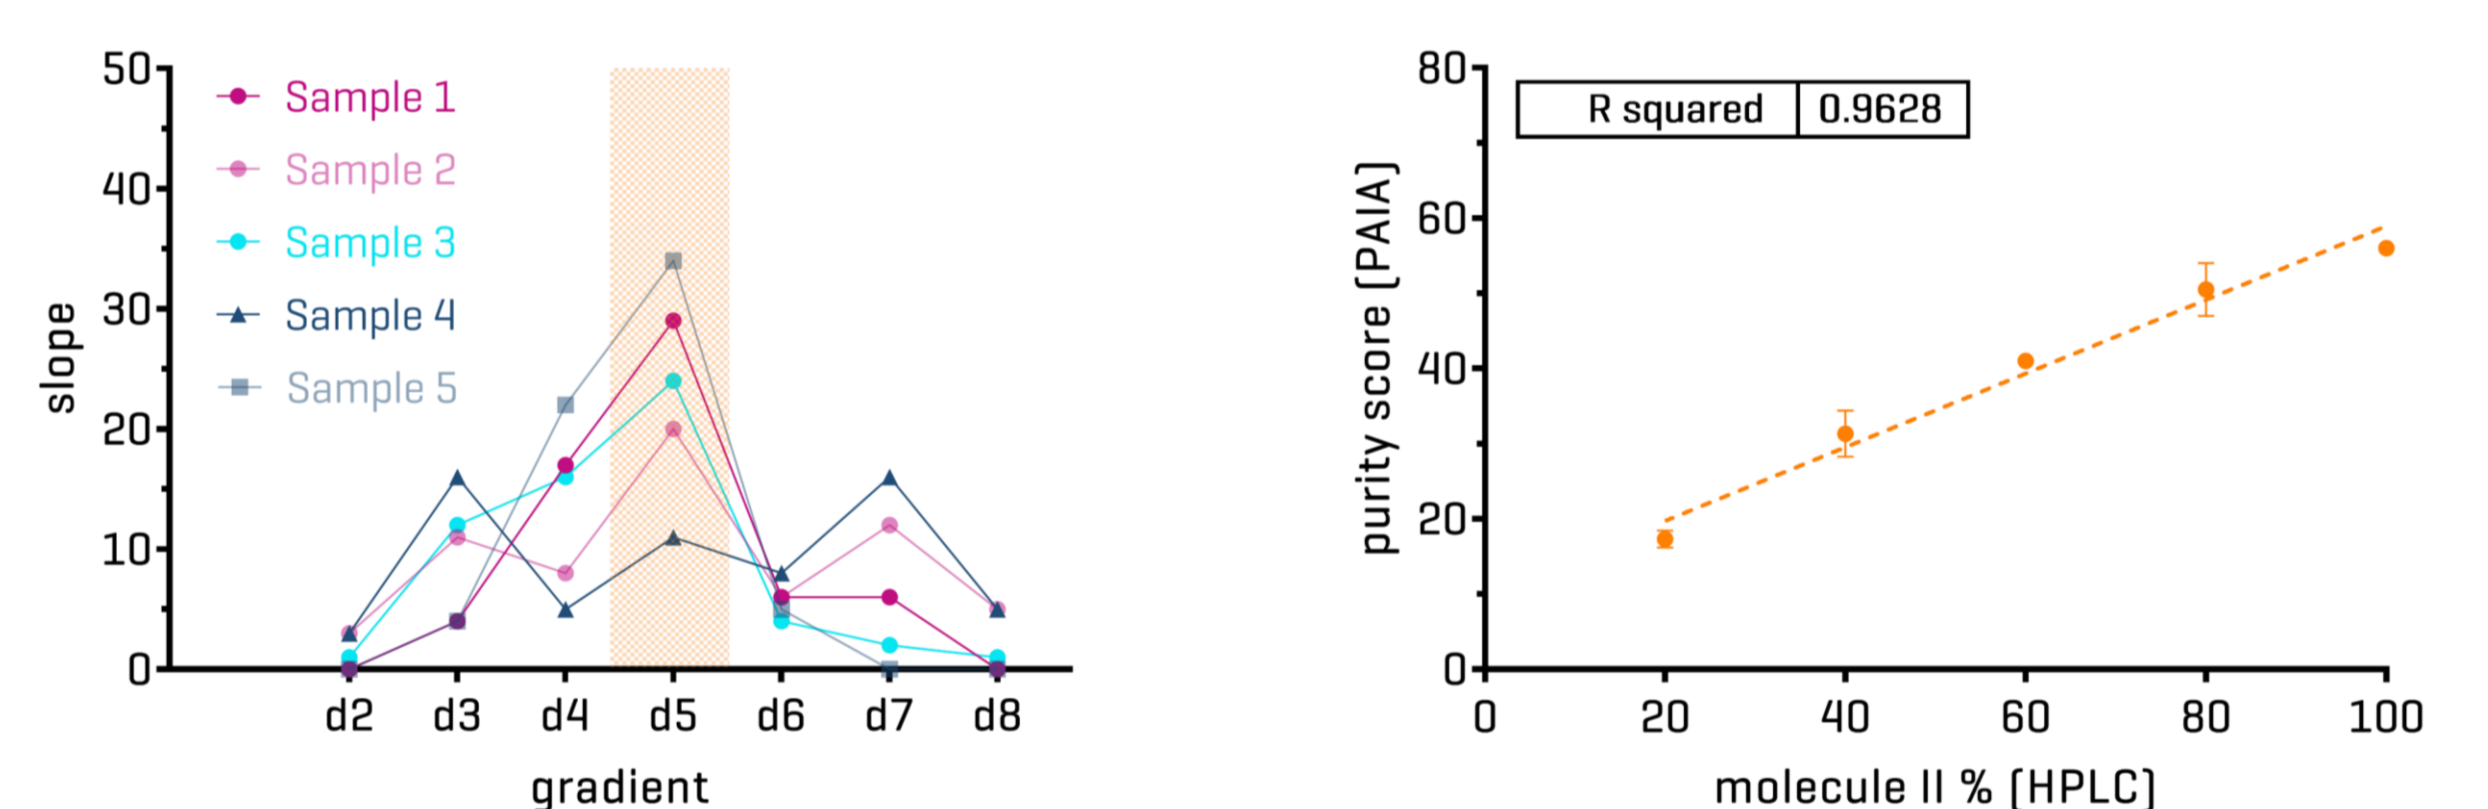 50
40
30
20
10
0
slope
Sample 1
Sample 2
Sample 3
Sample 4
Sample 5
d2 d3 d4 d5 d6 d7 d8
gradient
80
60
40
20
0
purity score (PAIA)
R squared 0.9628
0 20 40 60 80 100
molecule II % (HPLC)